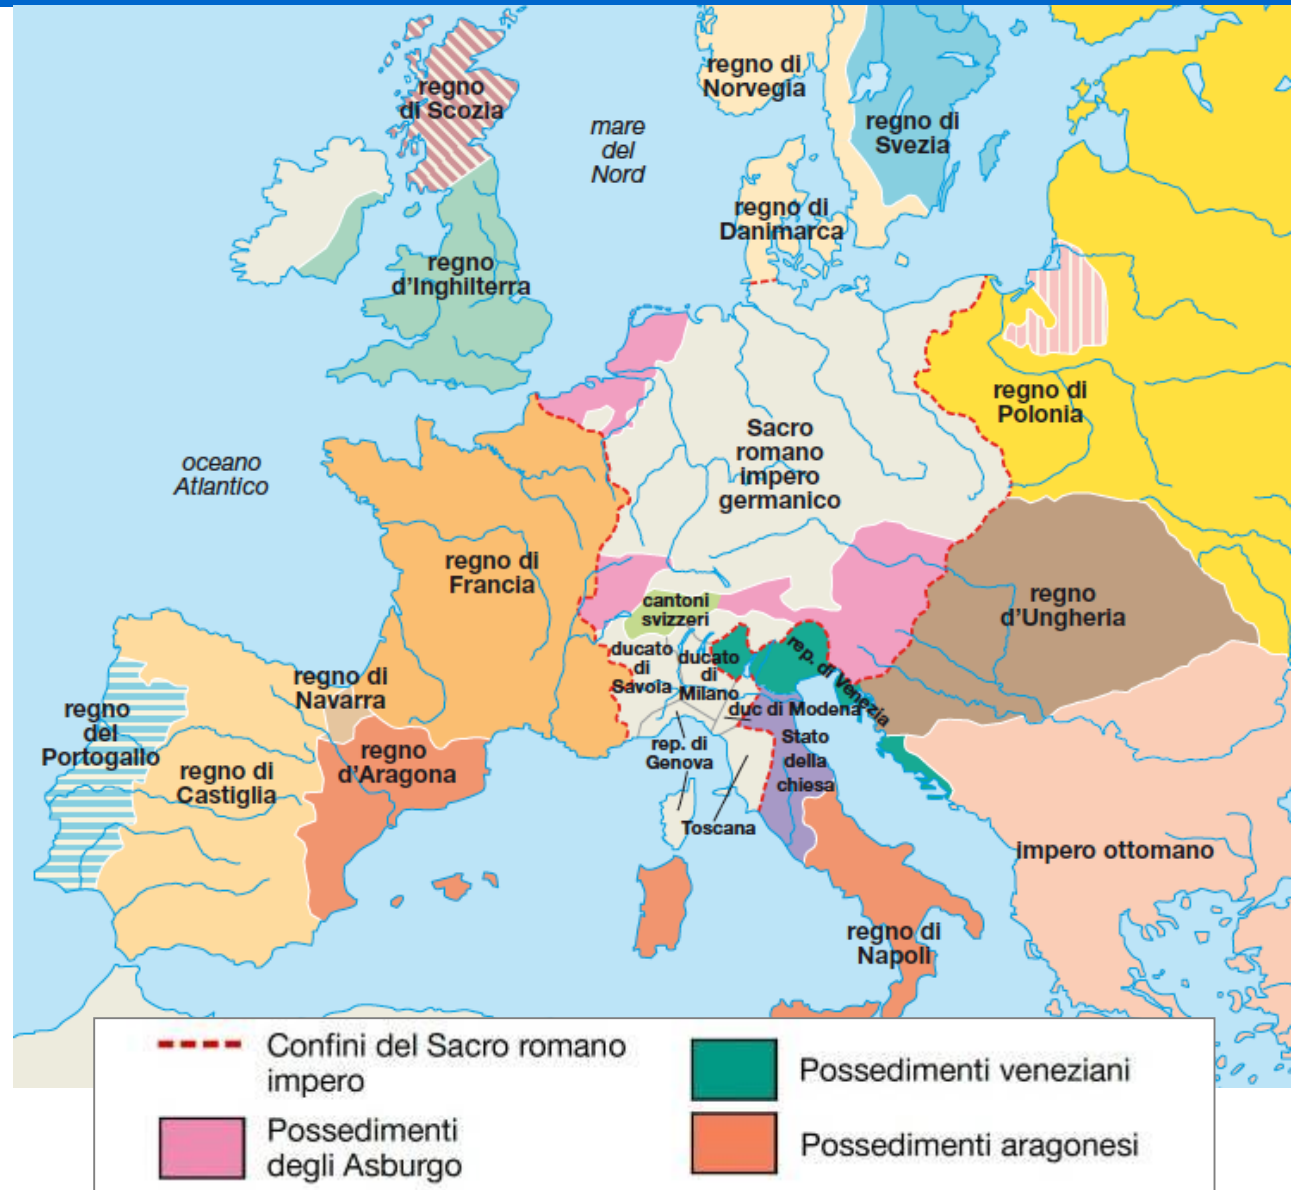 regno di
Norvegia
regno
di Scozia
mare
del
Nord
regno di
Svezia
regno di
Danimarca
regno
d'Inghilterra
regno di
Polonia
Sacro
romano
impero
germanico
oceano
Atlantico
regno di
Francia
cantoni
svizzeri
regno
d'Ungheria
ducato
di
Savoia
ducato
di
Milano
rep. di Venezia
regno di
Navarra
duc di Modena
regno
del
Portogallo
regno
d'Aragona
rep. di
Genova
Stato
della
chiesa
regno di
Castiglia
Toscana
impero ottomano
regno di
Napoli
Confini del Sacro romano
impero
Possedimenti
degli Asburgo
Possedimenti veneziani
Possedimenti aragonesi